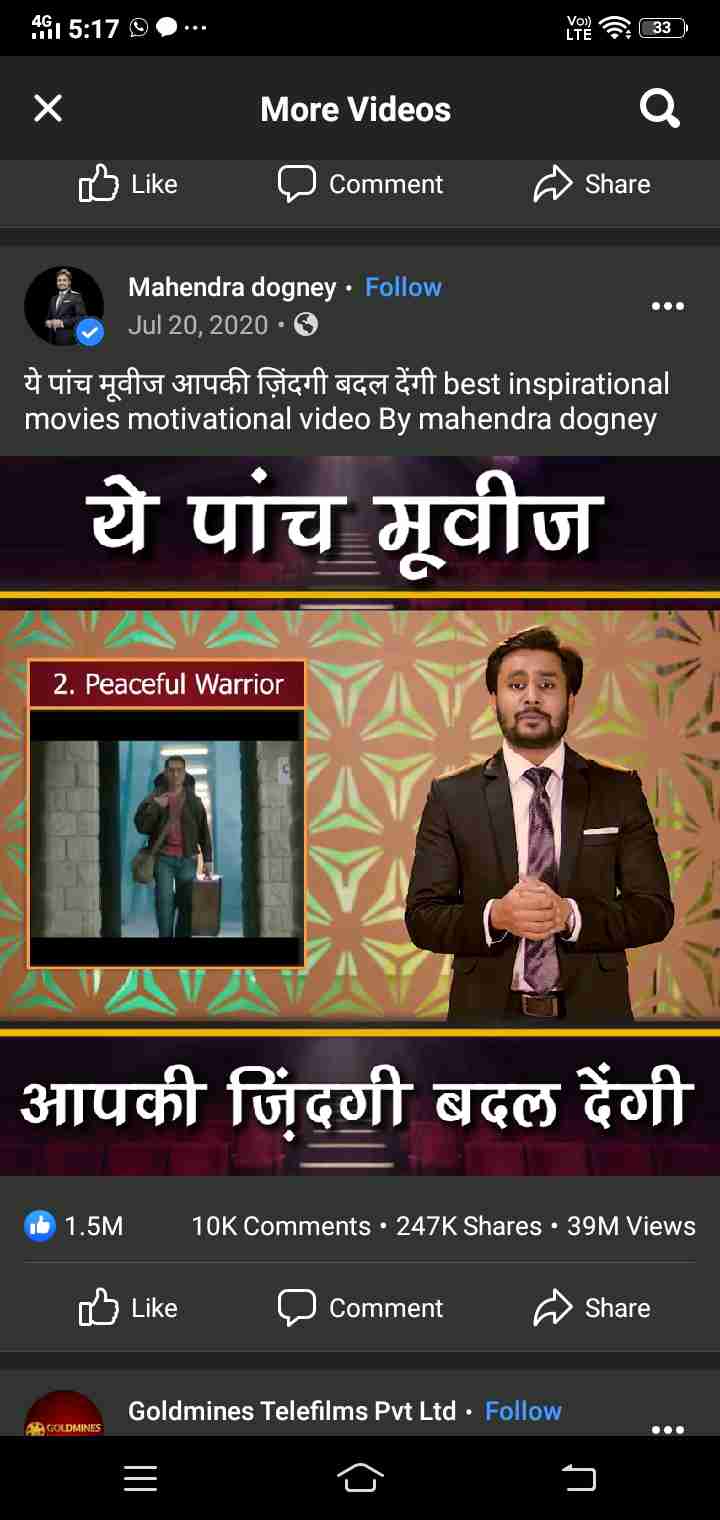 4G 5:17 ...
Vo)) LTE 33
More Videos
Like Comment Share
Mahendra dogney • Follow
Jul 20, 2020 •
ये पांच मूवीज आपकी ज़िंदगी बदल देंगी best inspirational
movies motivational video By mahendra dogney
ये पांच मूवीज
2. Peaceful Warrior
आपकी ज़िंदगी बदल देंगी
1.5M 10K Comments • 247K Shares • 39M Views
Like Comment Share
Goldmines Telefilms Pvt Ltd • Follow
GOLDMINES